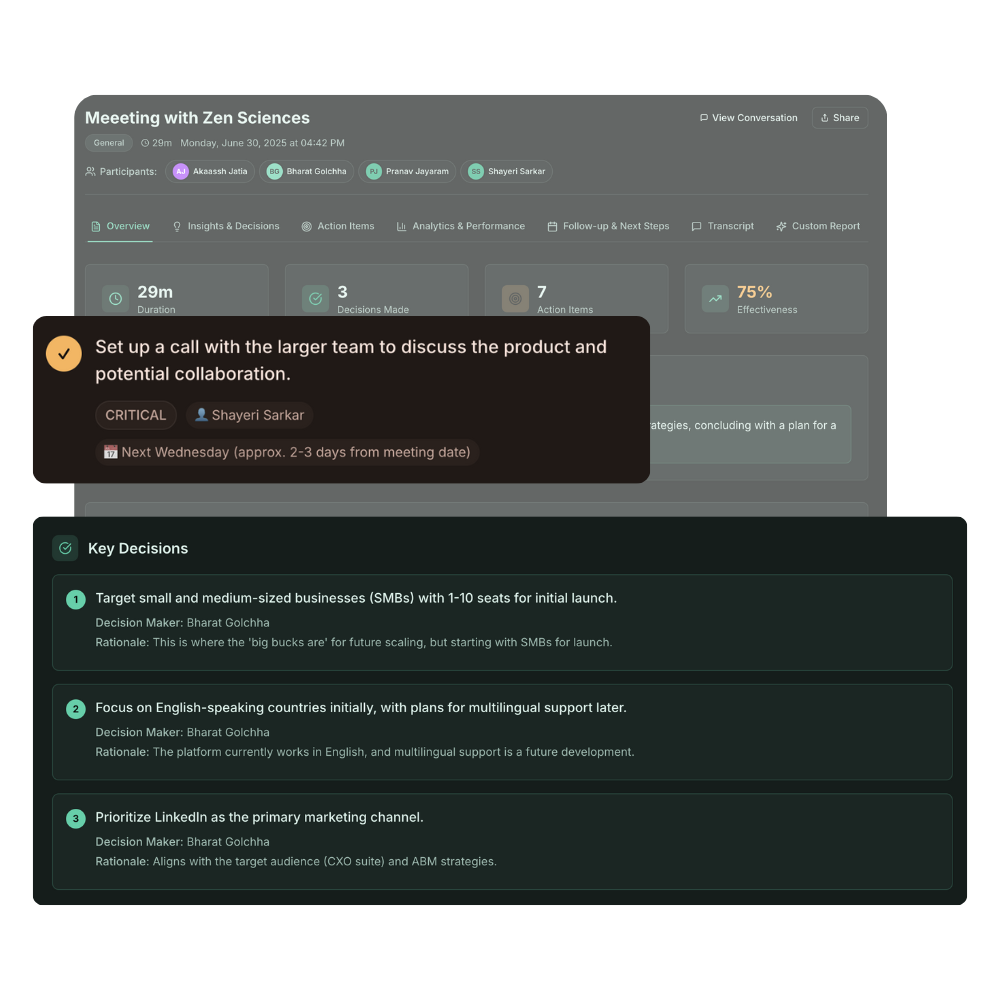 Meeeting with Zen Sciences
View Conversation
Share
General
29m
Monday, June 30, 2025 at 04:42 PM
Participants:
AJ Akaassh Jatia
BG Bharat Golchha
PJ Pranav Jayaram
SS Shayeri Sarkar
Overview
Insights & Decisions
Action Items
Analytics & Performance
Follow-up & Next Steps
Transcript
Custom Report
29m
Duration
3
Decisions Made
7
Action Items
75%
Effectiveness
Set up a call with the larger team to discuss the product and
potential collaboration.
CRITICAL
Shayeri Sarkar
17 Next Wednesday (approx. 2-3 days from meeting date)
concluding with a plan for a
Key Decisions
1 Target small and medium-sized businesses (SMBs) with 1-10 seats for initial launch.
Decision Maker: Bharat Golchha
Rationale: This is where the 'big bucks are' for future scaling, but starting with SMBs for launch.
2 Focus on English-speaking countries initially, with plans for multilingual support later.
Decision Maker: Bharat Golchha
Rationale: The platform currently works in English, and multilingual support is a future development.
3 Prioritize LinkedIn as the primary marketing channel.
Decision Maker: Bharat Golchha
Rationale: Aligns with the target audience (CXO suite) and ABM strategies.